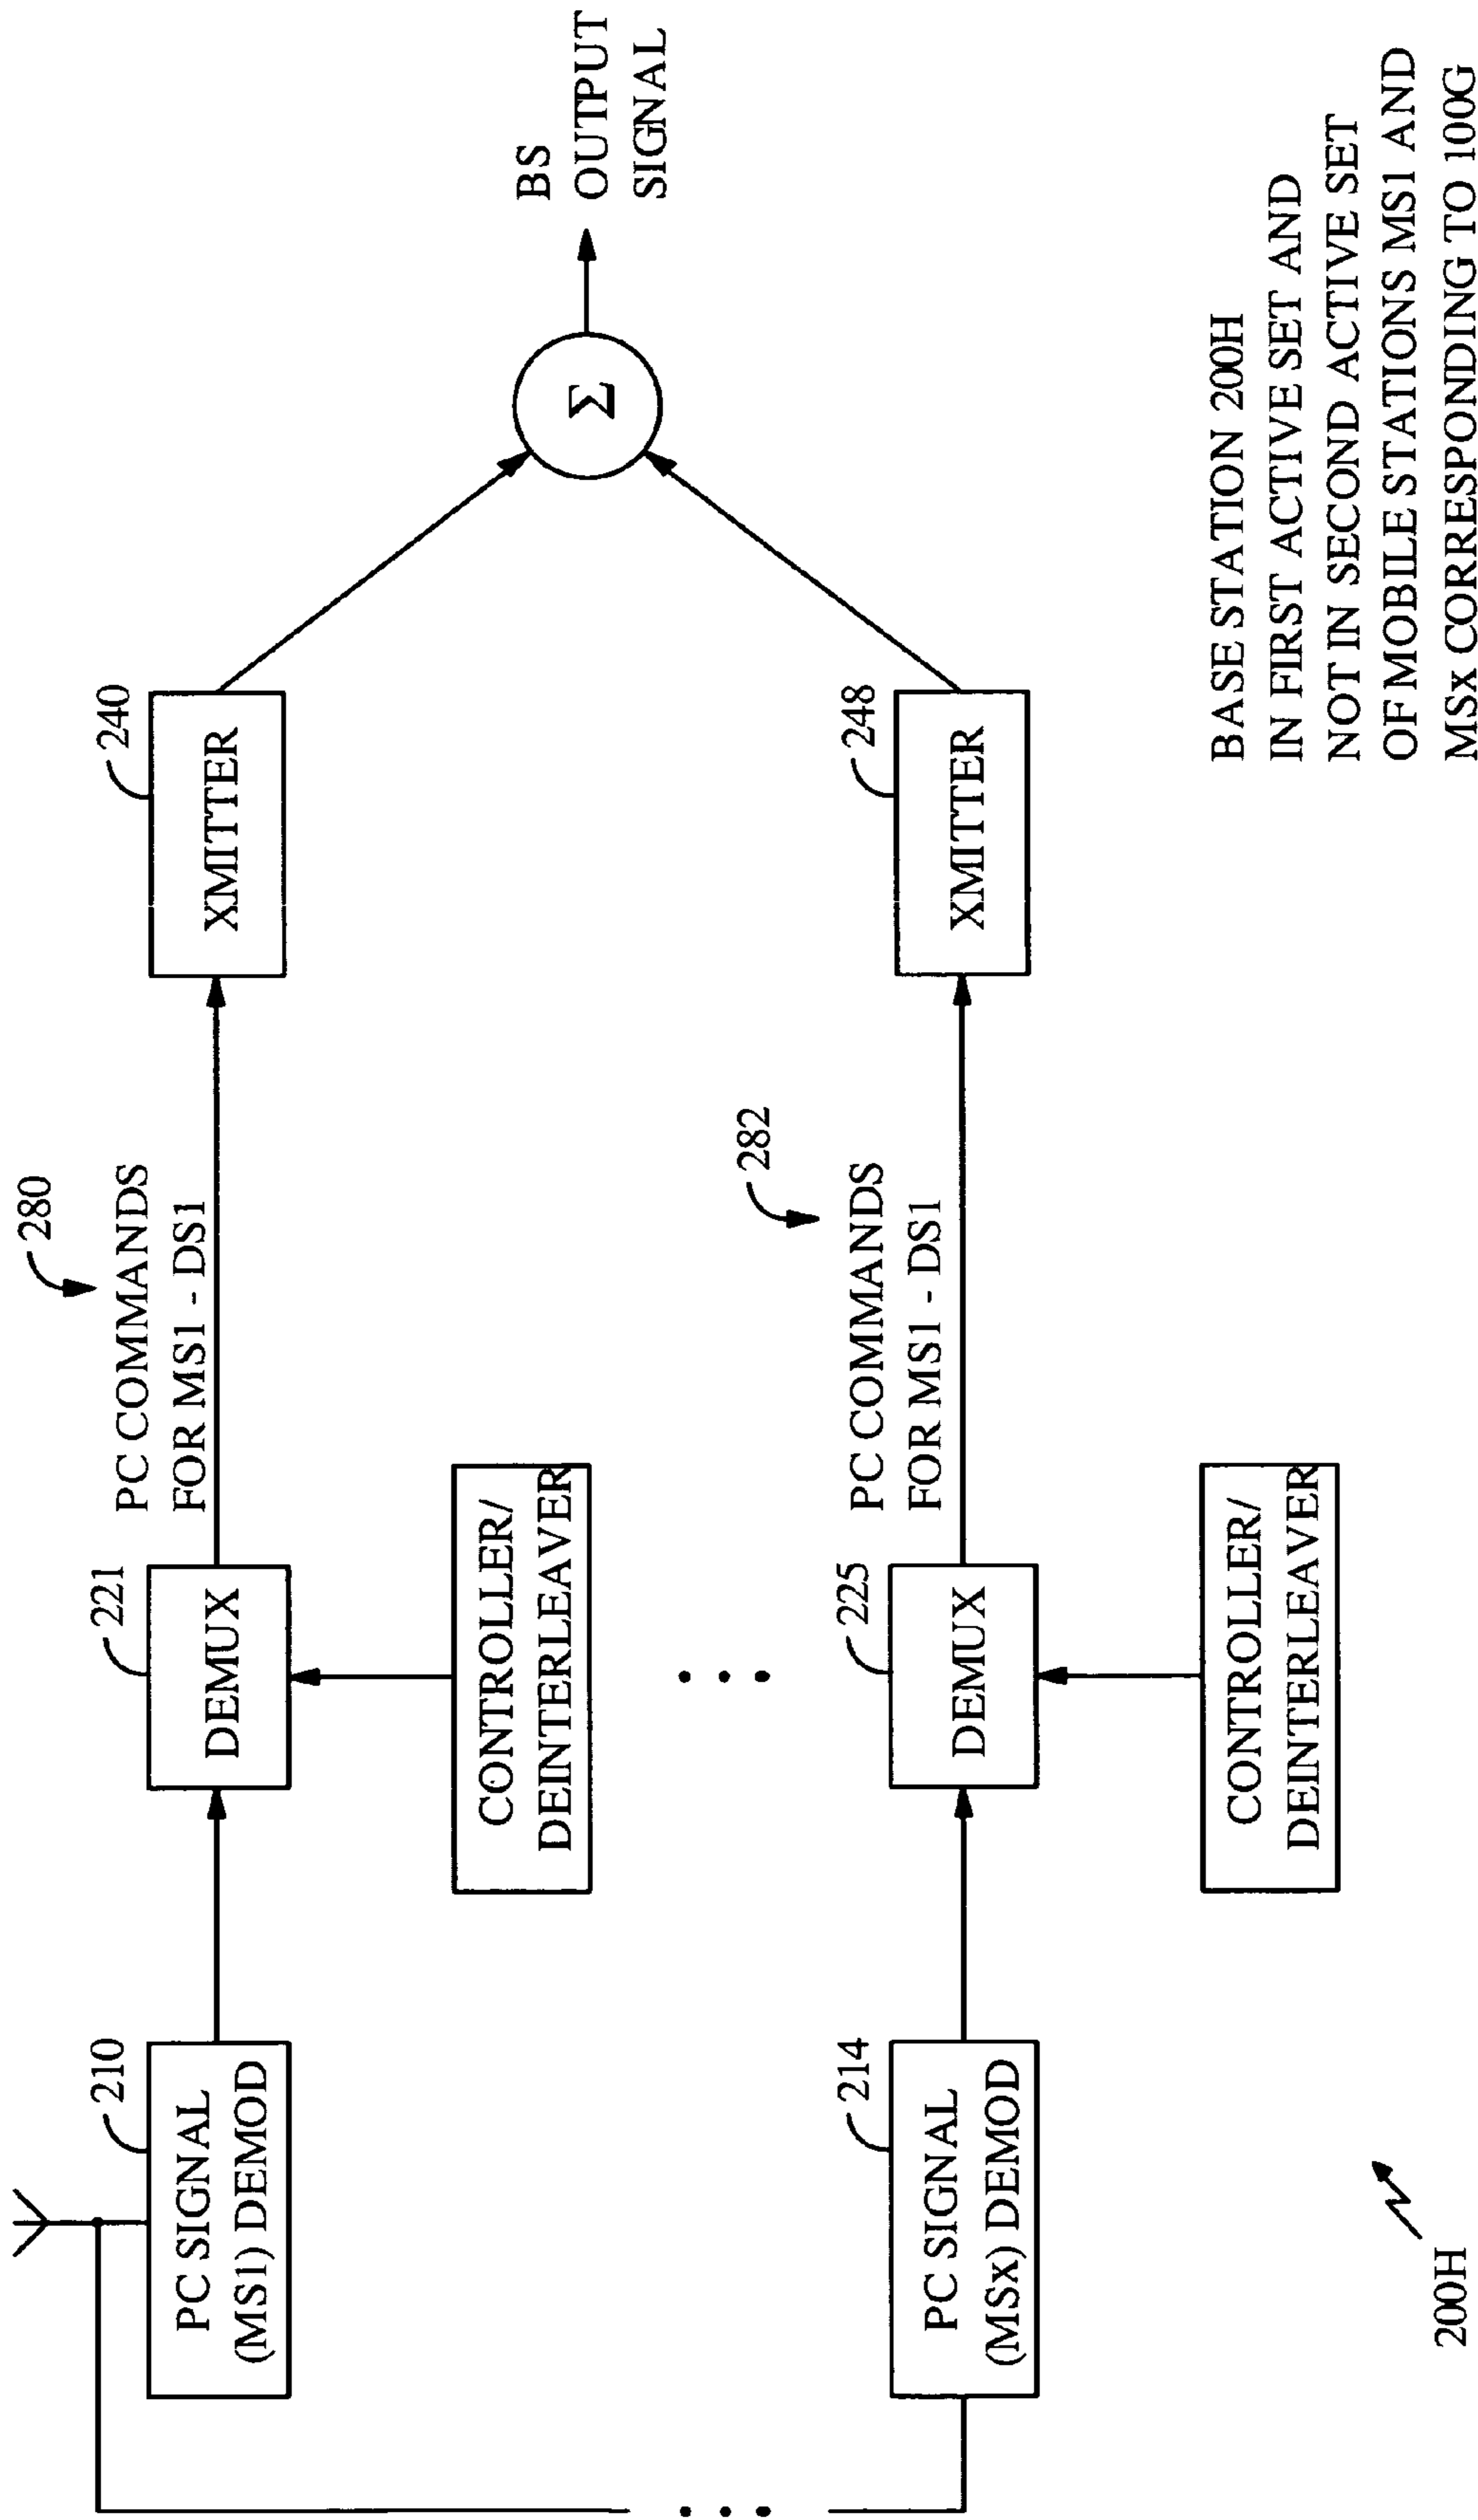 280
210
221
PC COMMANDS
FOR MS1 - DS1
240
PC SIGNAL
(MS1) DEMOD
DEMUX
XMITTER
CONTROLLER/
DEINTERLEAVER
BS
OUTPUT
SIGNAL
Σ
282
214
225
PC COMMANDS
FOR MS1 - DS1
248
PC SIGNAL
(MSx) DEMOD
DEMUX
XMITTER
CONTROLLER/
DEINTERLEAVER
200H
BASE STATION 200H
IN FIRST ACTIVE SET AND
NOT IN SECOND ACTIVE SET
OF MOBILE STATIONS MS1 AND
MSx CORRESPONDING TO 100G